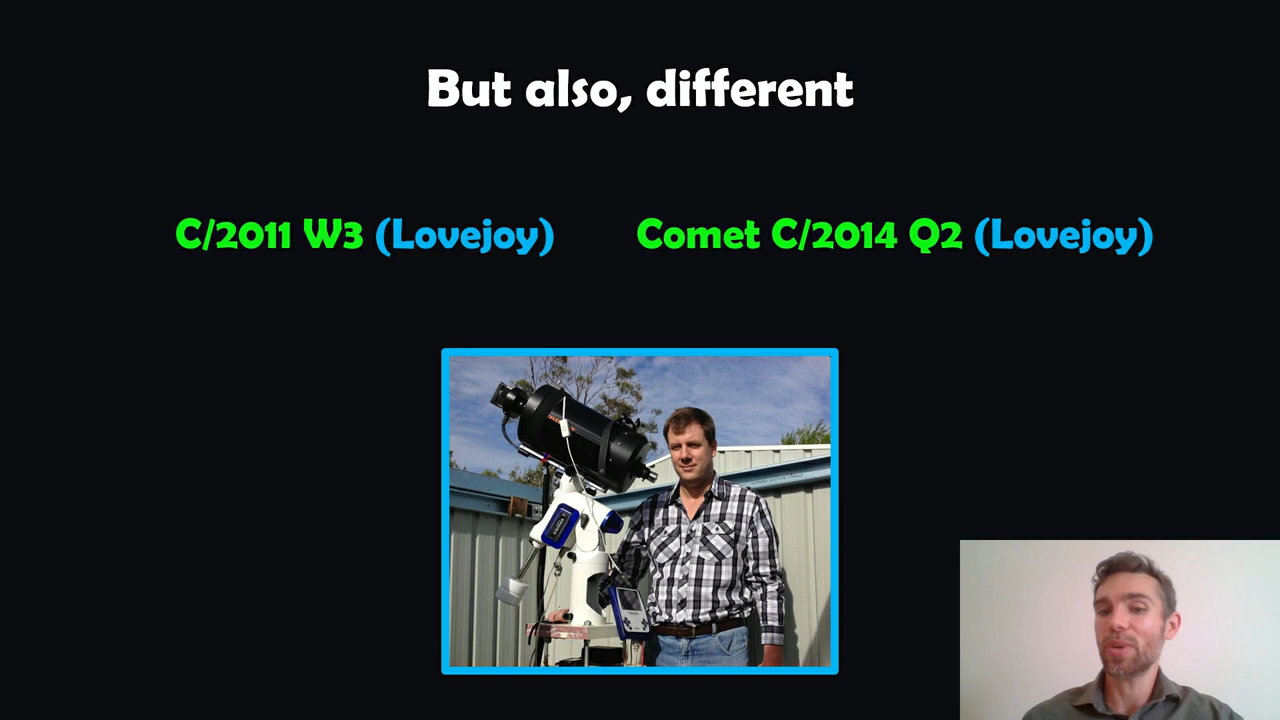 But also, different
C/2011 W3 (Lovejoy)
Comet C/2014 Q2 (Lovejoy)